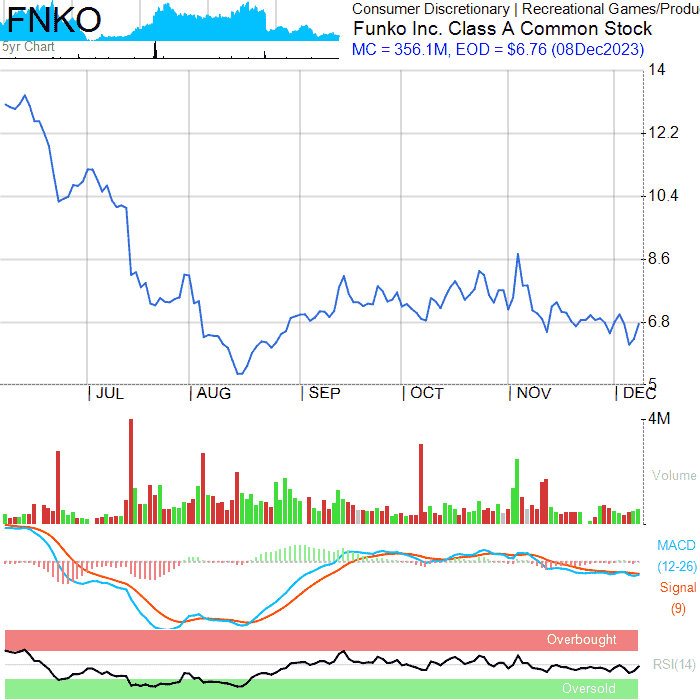 FNKO
Consumer Discretionary | Recreational Games/Produ
Funko Inc. Class A Common Stock
5yr Chart
MC = 356.1M, EOD = $6.76 (08Dec2023)
14
12.2
10.4
8.6
6.8
5
JUL AUG SEP OCT NOV DEC
4M
Volume
MACD
(12-26)
Signal
(9)
Overbought
RSI(14)
Oversold